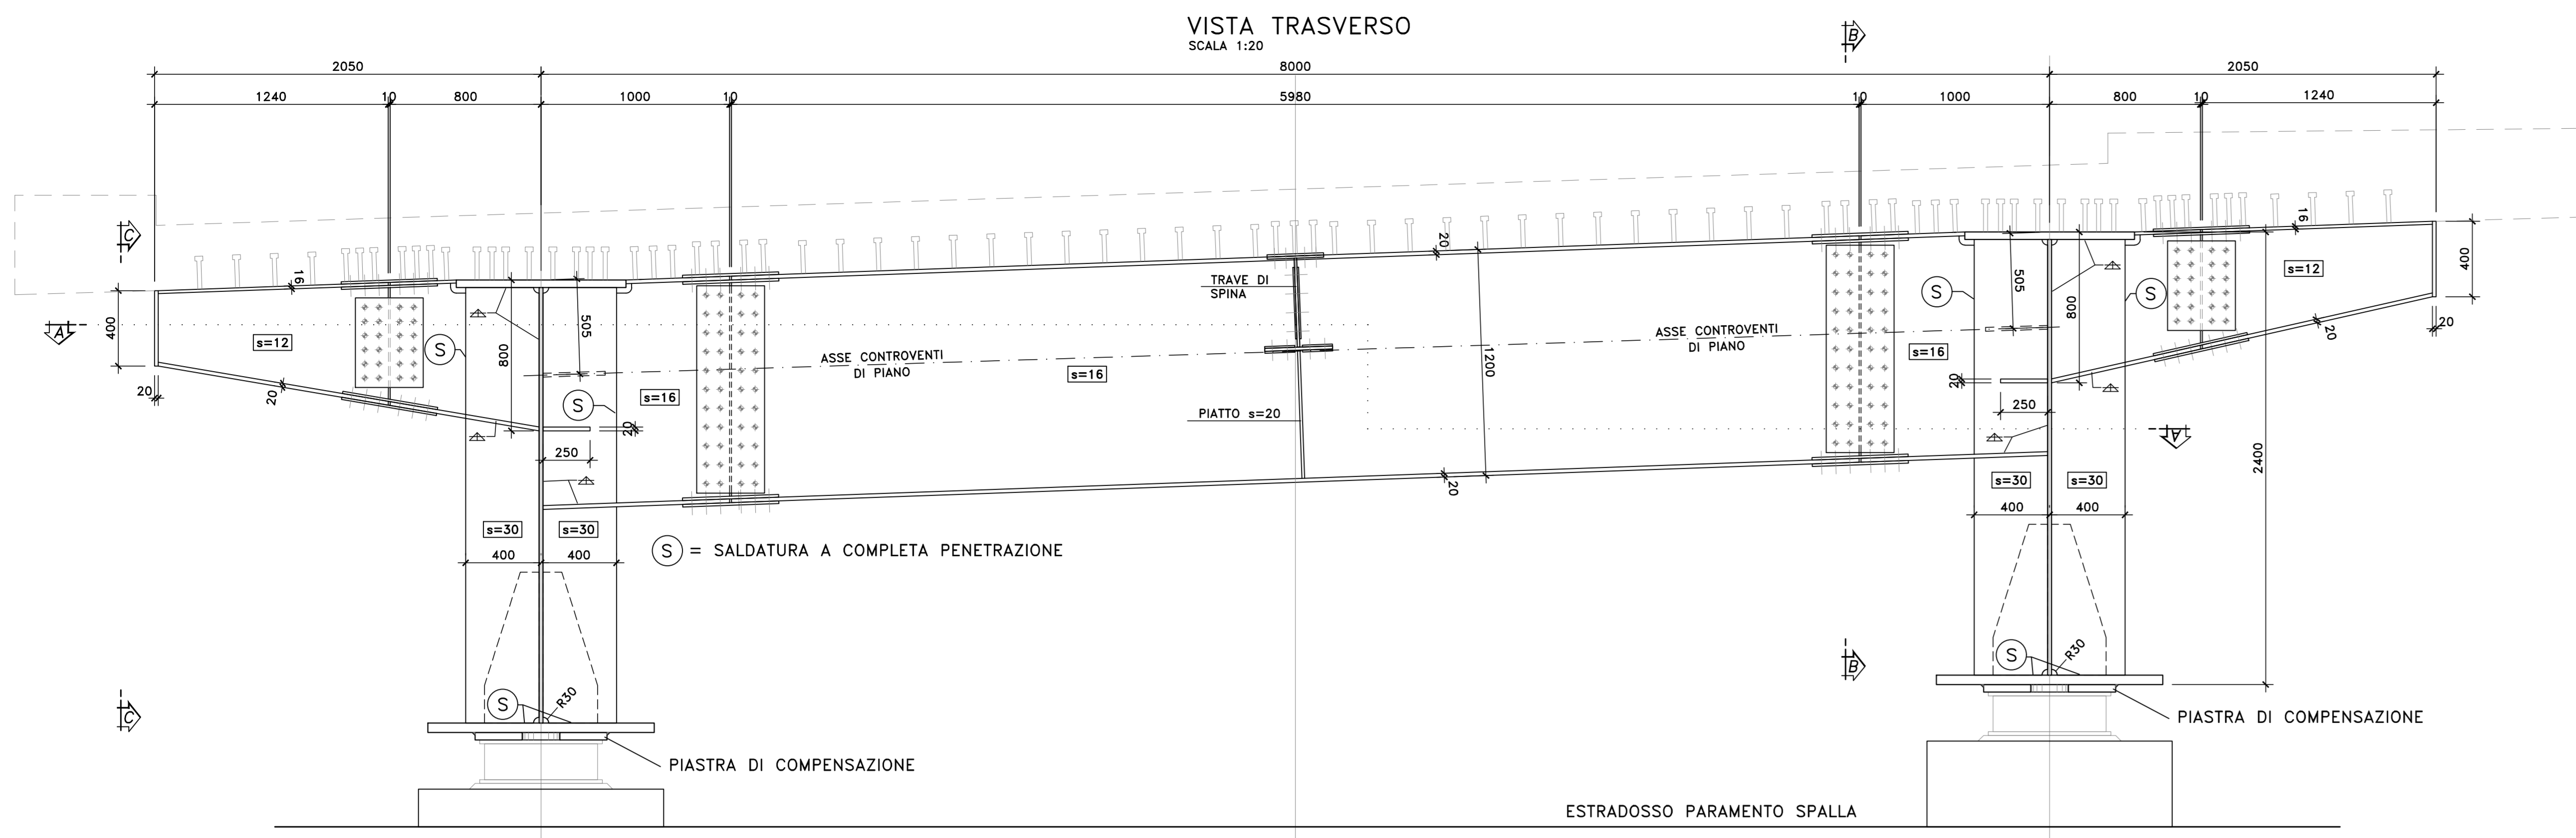 VISTA TRASVERSO
SCALA 1:20
B
2050
8000
2050
1240
10
800
1000
10
5980
10
1000
800
10
1240
C
16
20
16
400
A
s=12
S
505
800
TRAVE DI
SPINA
ASSE CONTROVENTI
DI PIANO
s=16
1200
ASSE CONTROVENTI
DI PIANO
S
505
800
S
s=12
400
20
20
S
s=16
s=16
20
20
20
250
20
PIATTO s=20
250
A
20
20
2400
s=30
s=30
s=30
s=30
400
400
400
400
S = SALDATURA A COMPLETA PENETRAZIONE
B
S
R30
S
R30
C
PIASTRA DI COMPENSAZIONE
PIASTRA DI COMPENSAZIONE
ESTRADOSSO PARAMENTO SPALLA